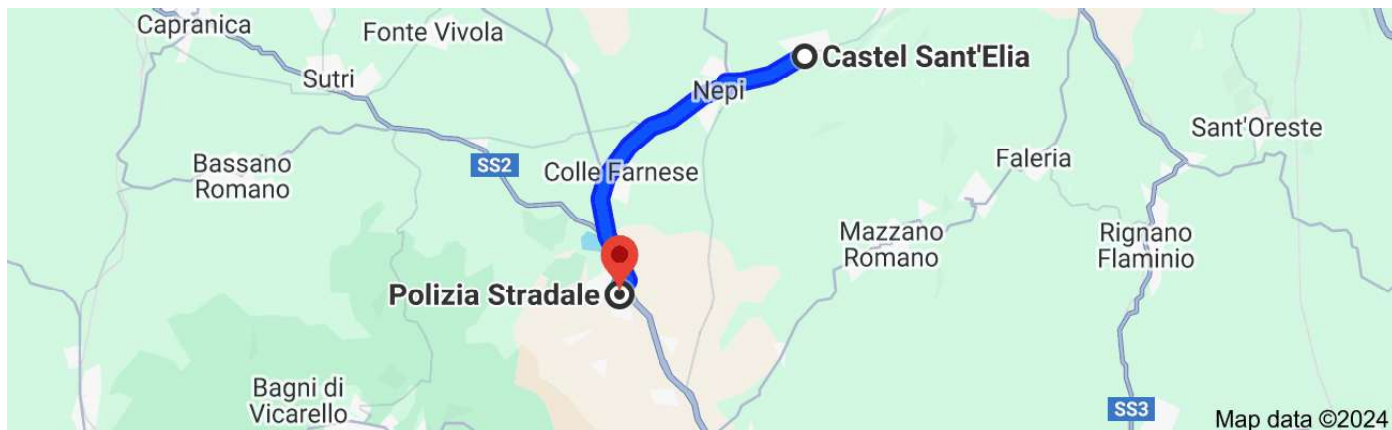 Capranica
Fonte Vivola
Castel Sant'Elia
Sutri
Nepi
Sant'Oreste
Bassano
Romano
SS2
Colle Farnese
Faleria
Mazzano
Romano
Rignano
Flaminio
Polizia Stradale
Bagni di
Vicarello
SS3
Map data ©2024